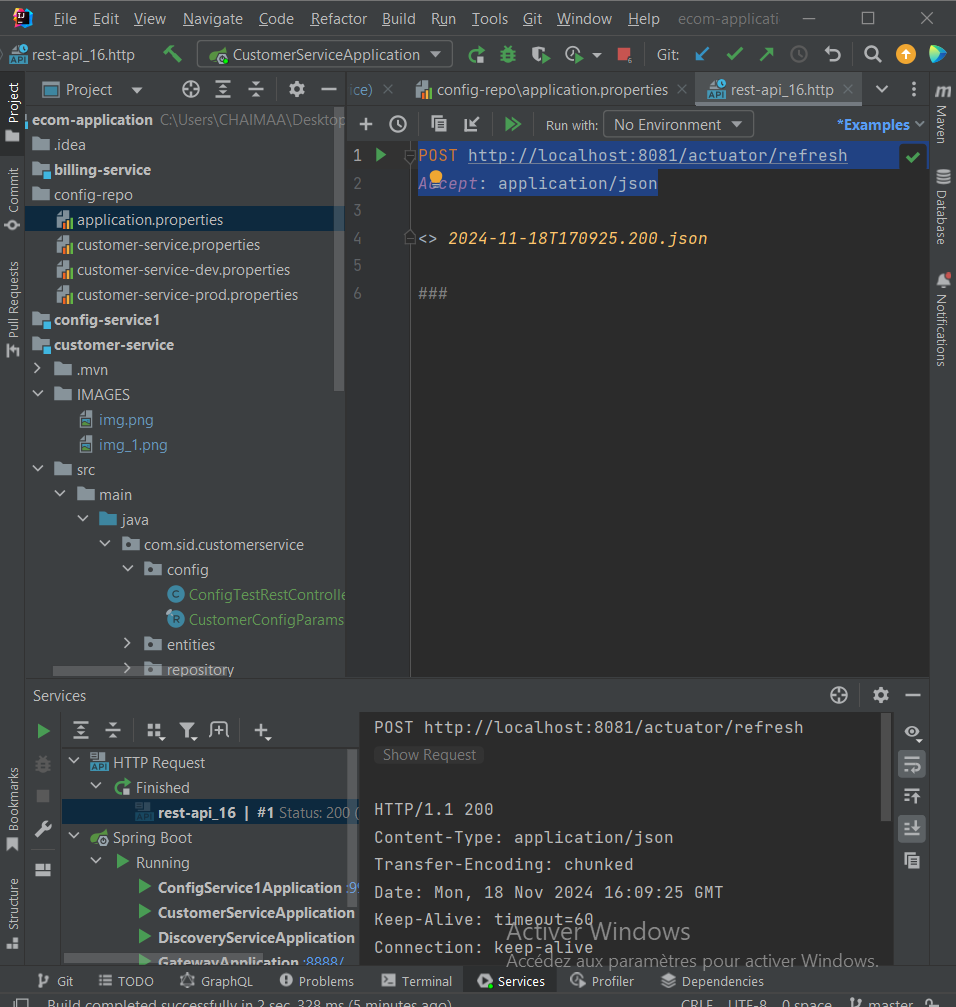 File Edit View Navigate Code Refactor Build Run Tools Git Window Help ecom-applicati
rest-api_16.http CustomerServiceApplication Git:
Project ice) config-repo\application.properties rest-api_16.http
Project
Commit
Pull Requests
Bookmarks
Structure
ecom-application C:\Users\CHAIMAA\Desktop
.idea
billing-service
config-repo
application.properties
customer-service.properties
customer-service-dev.properties
customer-service-prod.properties
config-service1
customer-service
.mvn
IMAGES
img.png
img_1.png
src
main
java
com.sid.customerservice
config
ConfigTestRestControlle
CustomerConfigParams
entities
repository
Run with: No Environment *Examples
1 POST http://localhost:8081/actuator/refresh
2 Accept: application/json
3
4 <> 2024-11-18T170925.200.json
5
6 ###
Maven
Database
Notifications
Services
HTTP Request
Finished
rest-api_16 | #1 Status: 200 (
Spring Boot
Running
ConfigService1Application :99
CustomerServiceApplication
DiscoveryServiceApplication
GatewayApplication :8888/
POST http://localhost:8081/actuator/refresh
Show Request
HTTP/1.1 200
Content-Type: application/json
Transfer-Encoding: chunked
Date: Mon, 18 Nov 2024 16:09:25 GMT
Keep-Alive: timeout=60
Connection: keep-alive
Activer Windows
Accédez aux paramètres pour activer Windows.
Git TODO GraphQL Problems Terminal Services Profiler Dependencies
Build completed successfully in 2 sec, 328 ms (5 minutes ago) CRLF UTF-8 0 space master